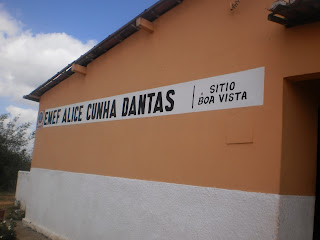 EMEF ALICE CUNHA DANTAS
SITIO
BOA VISTA